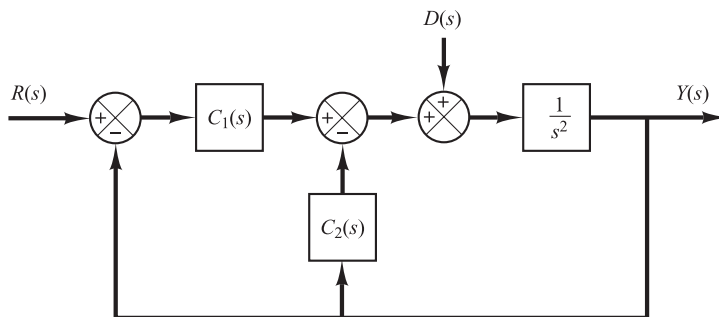 D(s)
R(s)
+
−
C₁(s)
+
−
+
+
1
s²
Y(s)
C₂(s)